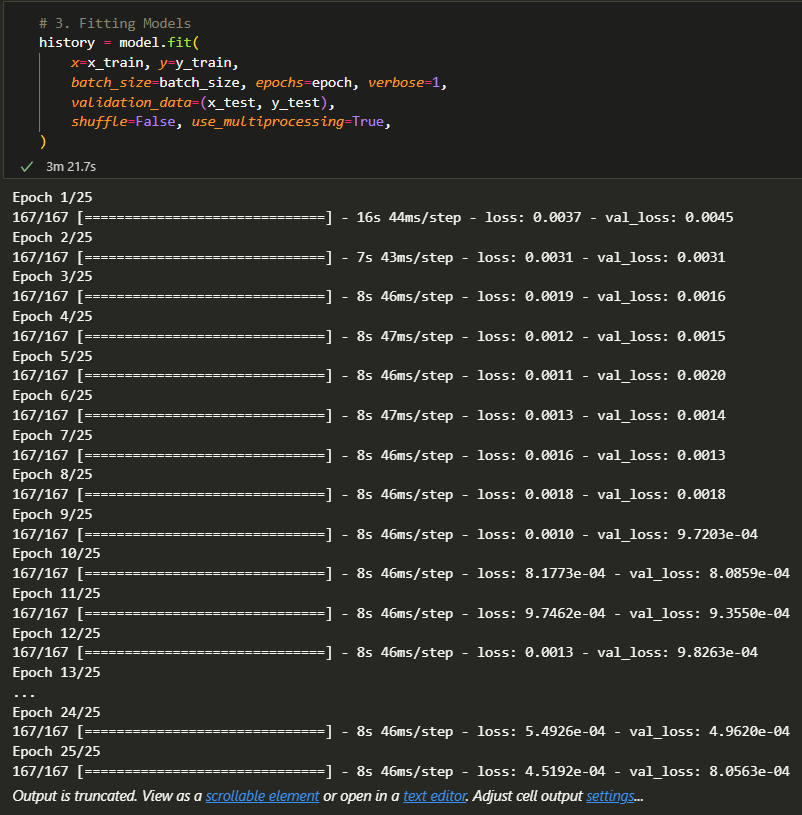 # 3. Fitting Models
history = model.fit(
x=x_train, y=y_train,
batch_size=batch_size, epochs=epoch, verbose=1,
validation_data=(x_test, y_test),
shuffle=False, use_multiprocessing=True,
)
3m 21.7s
Epoch 1/25
167/167 [==============================] - 16s 44ms/step - loss: 0.0037 - val_loss: 0.0045
Epoch 2/25
167/167 [==============================] - 7s 43ms/step - loss: 0.0031 - val_loss: 0.0031
Epoch 3/25
167/167 [==============================] - 8s 46ms/step - loss: 0.0019 - val_loss: 0.0016
Epoch 4/25
167/167 [==============================] - 8s 47ms/step - loss: 0.0012 - val_loss: 0.0015
Epoch 5/25
167/167 [==============================] - 8s 46ms/step - loss: 0.0011 - val_loss: 0.0020
Epoch 6/25
167/167 [==============================] - 8s 47ms/step - loss: 0.0013 - val_loss: 0.0014
Epoch 7/25
167/167 [==============================] - 8s 46ms/step - loss: 0.0016 - val_loss: 0.0013
Epoch 8/25
167/167 [==============================] - 8s 46ms/step - loss: 0.0018 - val_loss: 0.0018
Epoch 9/25
167/167 [==============================] - 8s 46ms/step - loss: 0.0010 - val_loss: 9.7203e-04
Epoch 10/25
167/167 [==============================] - 8s 46ms/step - loss: 8.1773e-04 - val_loss: 8.0859e-04
Epoch 11/25
167/167 [==============================] - 8s 46ms/step - loss: 9.7462e-04 - val_loss: 9.3550e-04
Epoch 12/25
167/167 [==============================] - 8s 46ms/step - loss: 0.0013 - val_loss: 9.8263e-04
Epoch 13/25
...
Epoch 24/25
167/167 [==============================] - 8s 46ms/step - loss: 5.4926e-04 - val_loss: 4.9620e-04
Epoch 25/25
167/167 [==============================] - 8s 46ms/step - loss: 4.5192e-04 - val_loss: 8.0563e-04
Output is truncated. View as a scrollable element or open in a text editor. Adjust cell output settings...